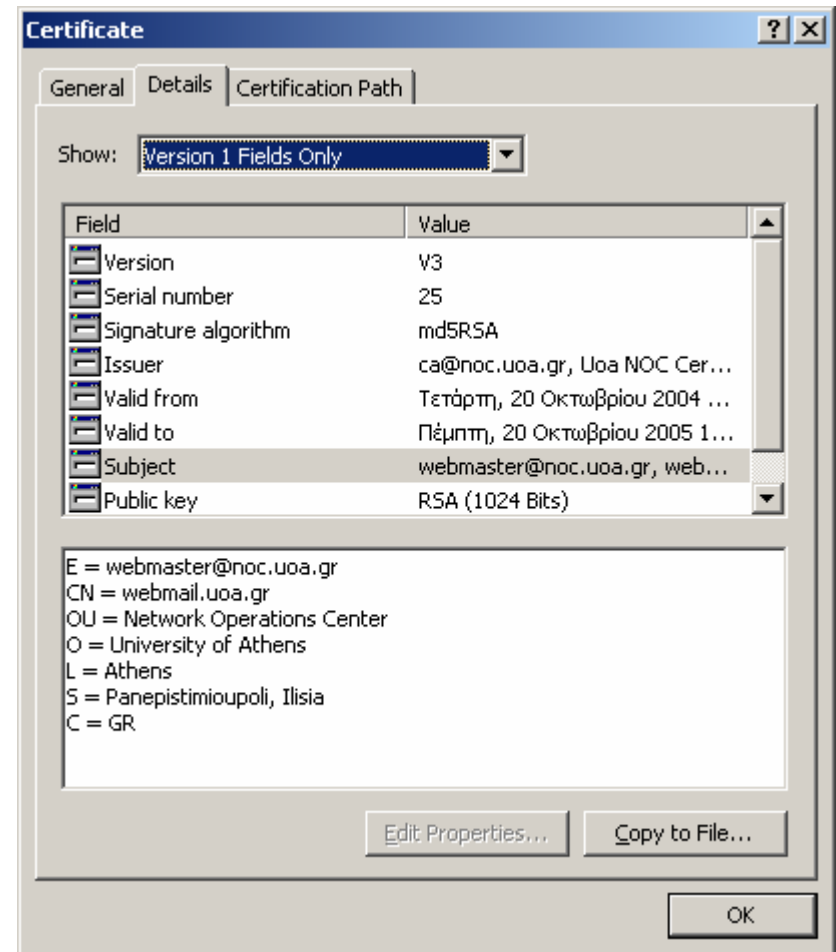 Certificate
General Details Certification Path
Show: Version 1 Fields Only
Field Value
Version V3
Serial number 25
Signature algorithm md5RSA
Issuer ca@noc.uoa.gr, Uoa NOC Cer...
Valid from Τετάρτη, 20 Οκτωβρίου 2004 ...
Valid to Πέμπτη, 20 Οκτωβρίου 2005 1...
Subject webmaster@noc.uoa.gr, web...
Public key RSA (1024 Bits)
E = webmaster@noc.uoa.gr
CN = webmail.uoa.gr
OU = Network Operations Center
O = University of Athens
L = Athens
S = Panepistimioupoli, Ilisia
C = GR
Edit Properties... Copy to File...
OK